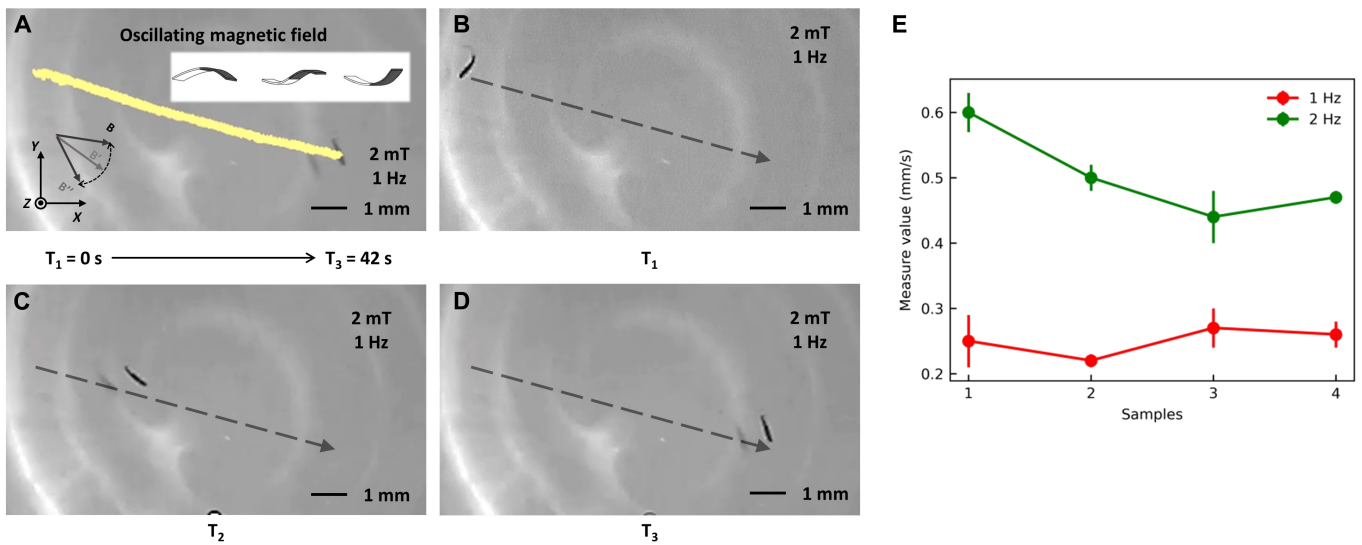 A
Oscillating magnetic field
B
B'
B''
Y
Z
X
2 mT
1 Hz
1 mm
T₁ = 0 s
T₃ = 42 s
B
2 mT
1 Hz
1 mm
T₁
C
2 mT
1 Hz
1 mm
T₂
D
2 mT
1 Hz
1 mm
T₃
E
1 Hz
2 Hz
Measure value (mm/s)
0.6
0.5
0.4
0.3
0.2
1
2
3
4
Samples